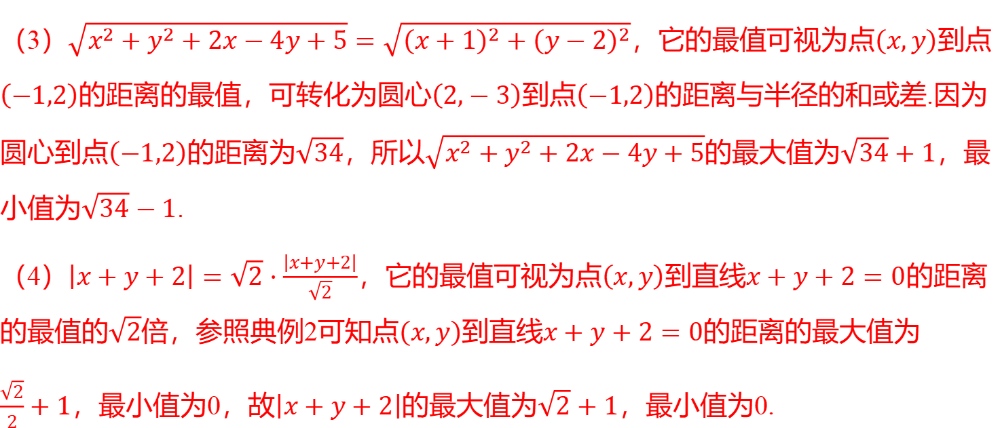 （3）$\sqrt{x^2+y^2+2x-4y+5}=\sqrt{(x+1)^2+(y-2)^2}$，它的最值可视为点$(x,y)$到点
$(-1,2)$的距离的最值，可转化为圆心$(2,-3)$到点$(-1,2)$的距离与半径的和或差.因为
圆心到点$(-1,2)$的距离为$\sqrt{34}$，所以$\sqrt{x^2+y^2+2x-4y+5}$的最大值为$\sqrt{34}+1$，最
小值为$\sqrt{34}-1$.
（4）$|x+y+2|=\sqrt{2}\cdot\frac{|x+y+2|}{\sqrt{2}}$，它的最值可视为点$(x,y)$到直线$x+y+2=0$的距离
的最值的$\sqrt{2}$倍，参照典例2可知点$(x,y)$到直线$x+y+2=0$的距离的最大值为
$\frac{\sqrt{2}}{2}+1$，最小值为0，故$|x+y+2|$的最大值为$\sqrt{2}+1$，最小值为0.